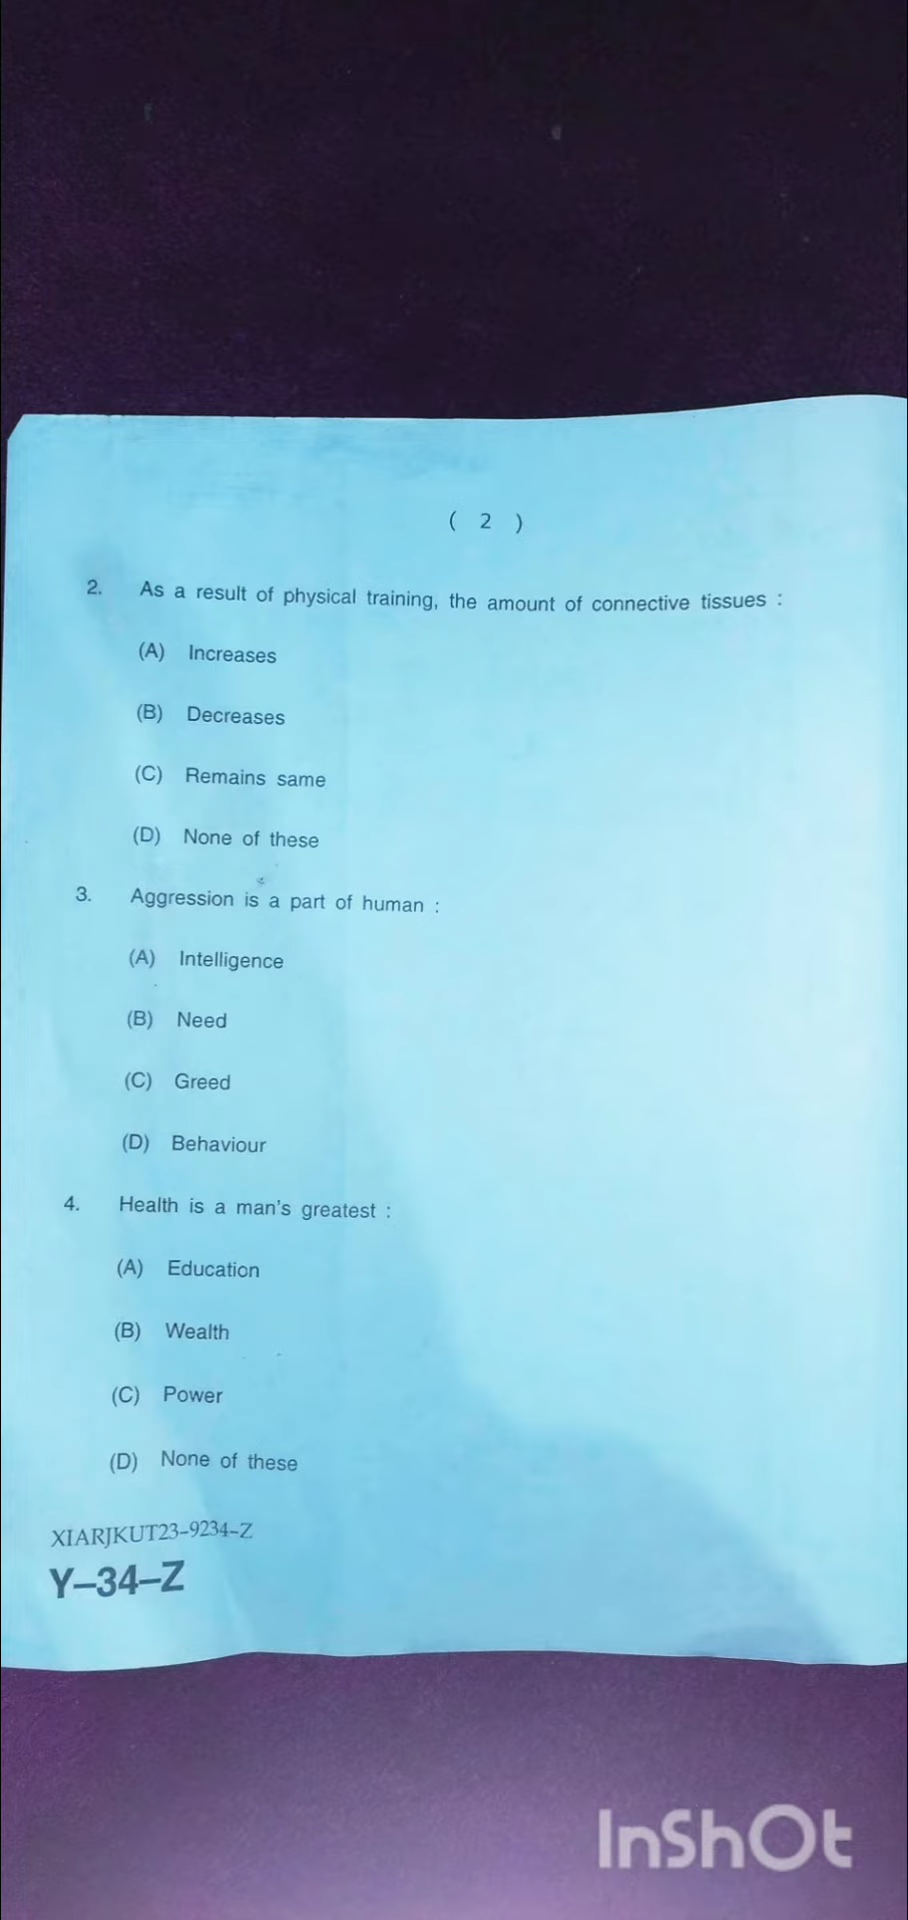 ( 2 )
2. As a result of physical training, the amount of connective tissues :
(A) Increases
(B) Decreases
(C) Remains same
(D) None of these
3. Aggression is a part of human :
(A) Intelligence
(B) Need
(C) Greed
(D) Behaviour
4. Health is a man's greatest :
(A) Education
(B) Wealth
(C) Power
(D) None of these
XIARJKUT23-9234-Z
Y–34–Z
InShOt